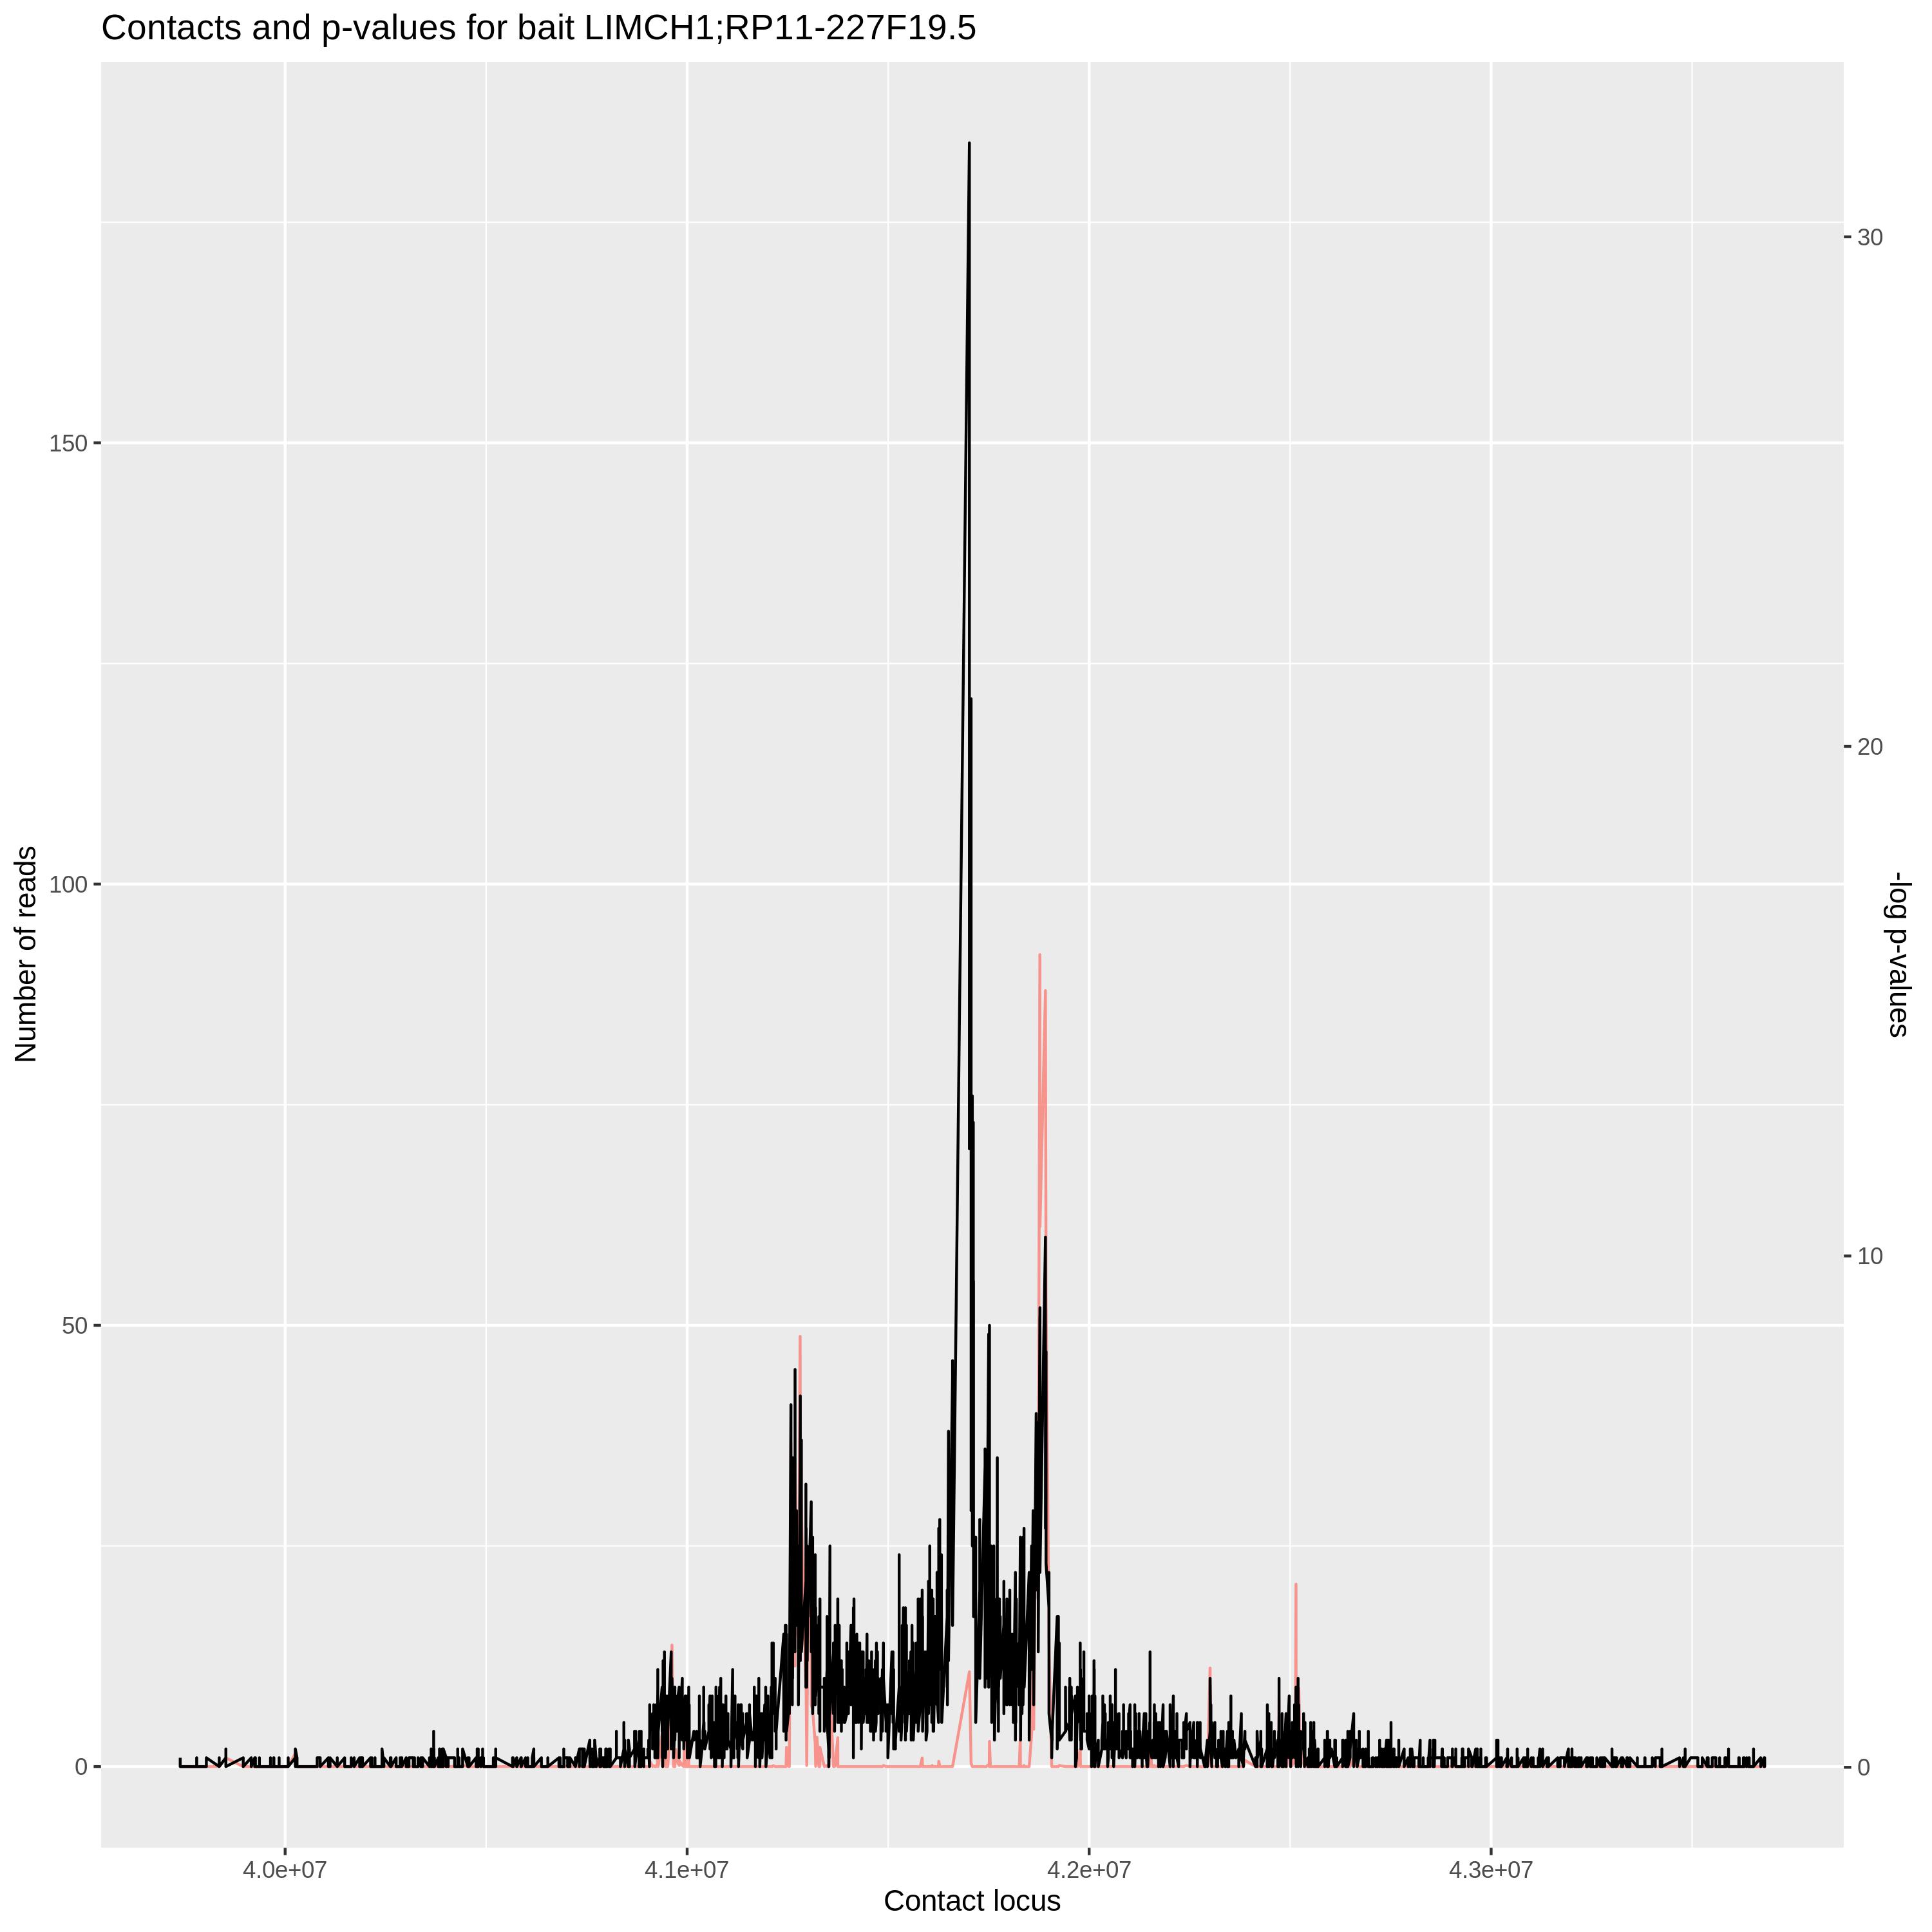 Contacts and p-values for bait LIMCH1;RP11-227F19.5
Number of reads
150
100
50
0
30
20
10
0
-log p-values
4.0e+07
4.1e+07
4.2e+07
4.3e+07
Contact locus